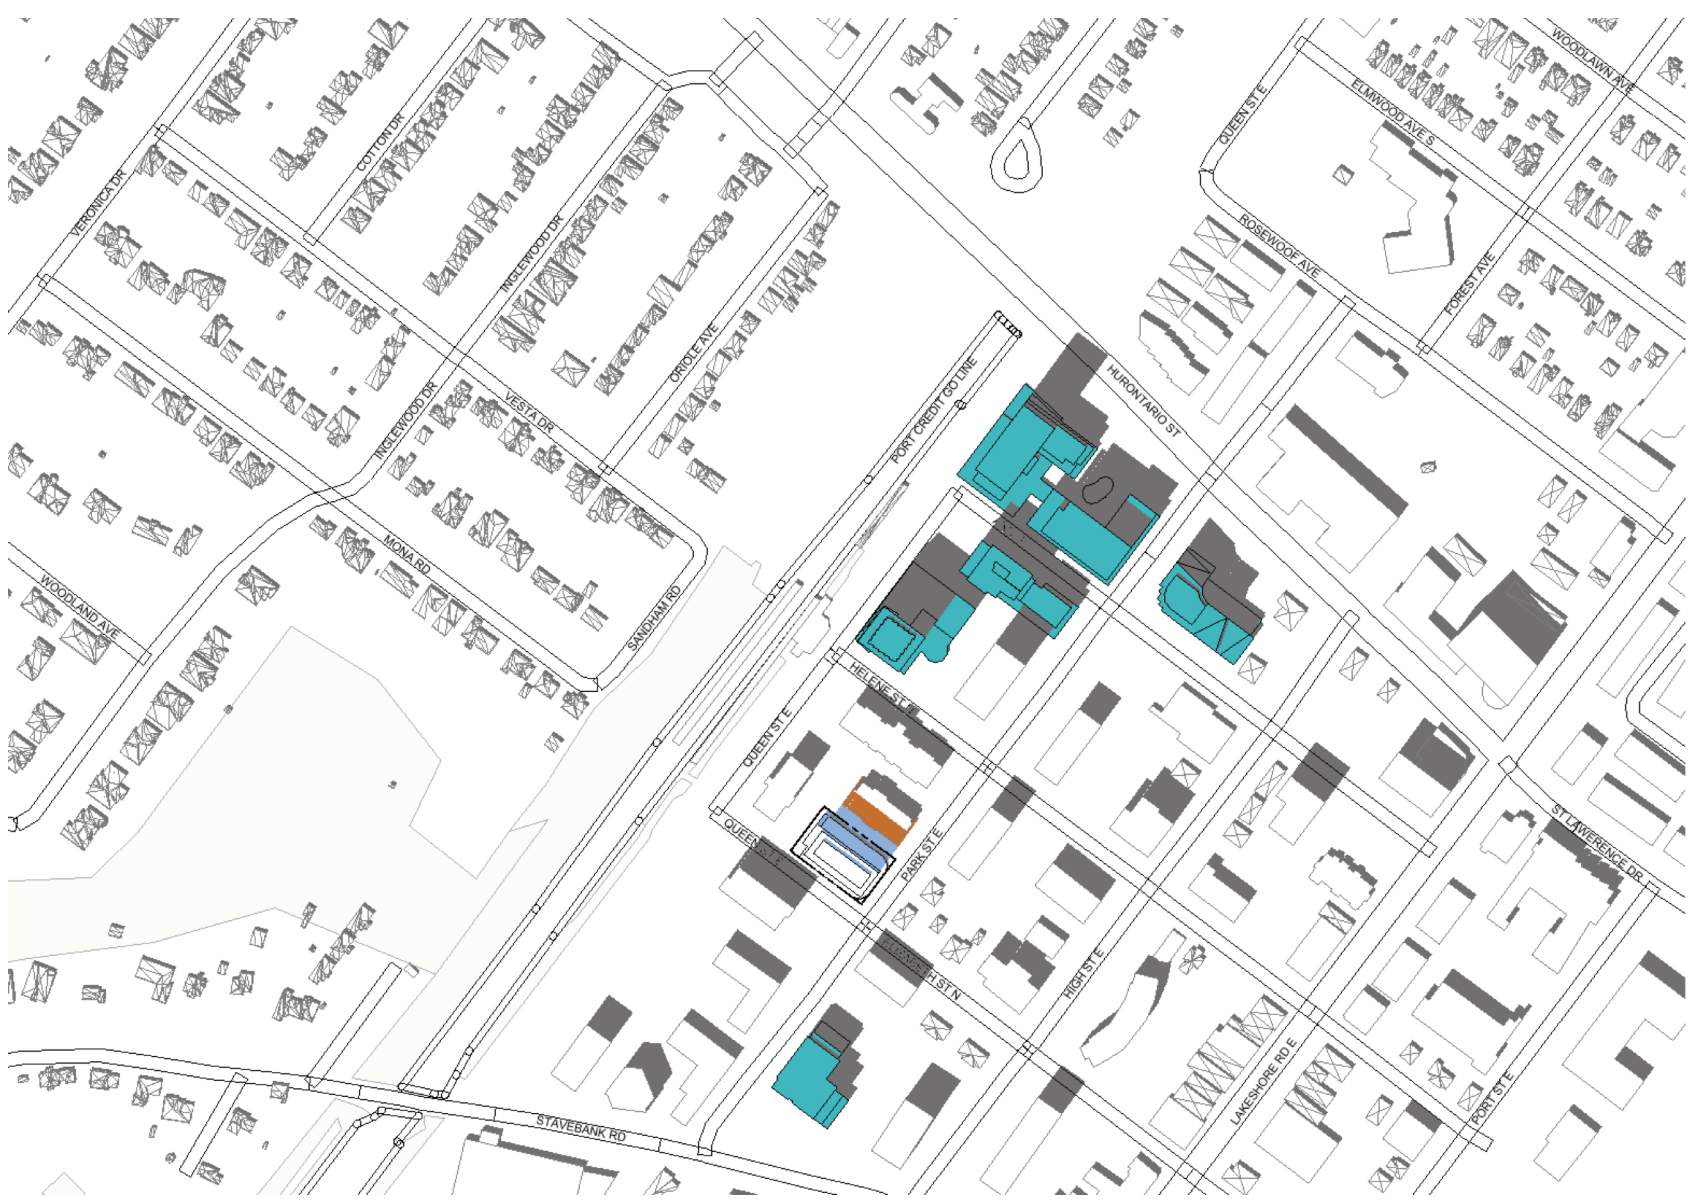 WOODLAWN AVE
ELMWOOD AVE S
QUEEN ST E
COTTON DR
VERONICA DR
INGLEWOOD DR
ROSEWOOF AVE
FOREST AVE
ORIOLE AVE
PORT CREDIT GO LINE
HURONTARIO ST
INGLEWOOD DR
VESTA DR
MONA RD
WOODLAND AVE
SANDHAM RD
HELENE ST N
QUEEN ST E
QUEEN ST E
PARK ST E
ST LAWERENCE DR
ELIZABETH ST N
HIGH ST E
LAKESHORE RD E
PORT ST E
STAVEBANK RD